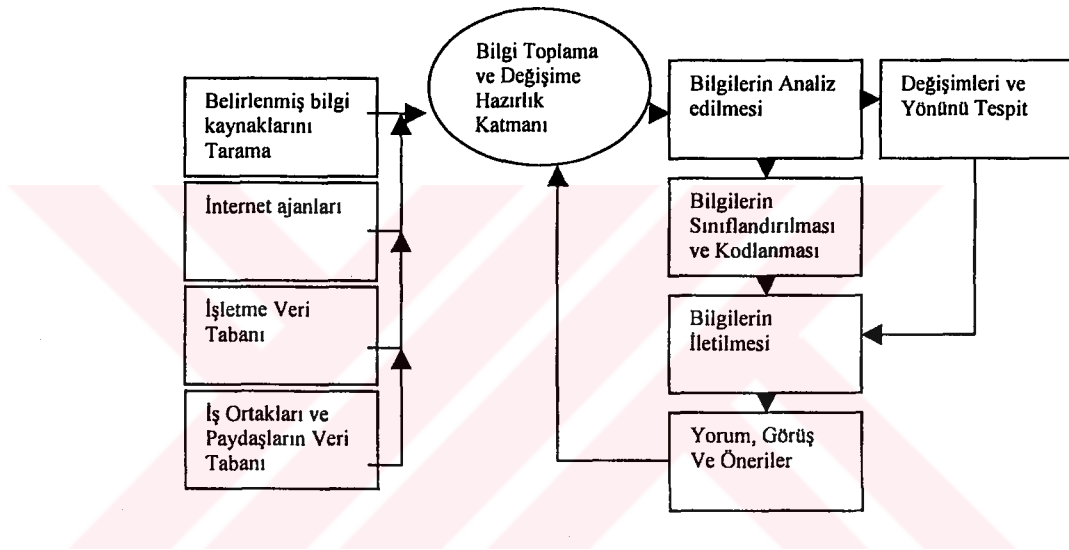 Bilgi Toplama
ve Değişime
Hazırlık
Katmanı
Belirlenmiş bilgi
kaynaklarını
Tarama
İnternet ajanları
İşletme Veri
Tabanı
İş Ortakları ve
Paydaşların Veri
Tabanı
Bilgilerin Analiz
edilmesi
Değişimleri ve
Yönünü Tespit
Bilgilerin
Sınıflandırılması
ve Kodlanması
Bilgilerin
İletilmesi
Yorum, Görüş
Ve Öneriler